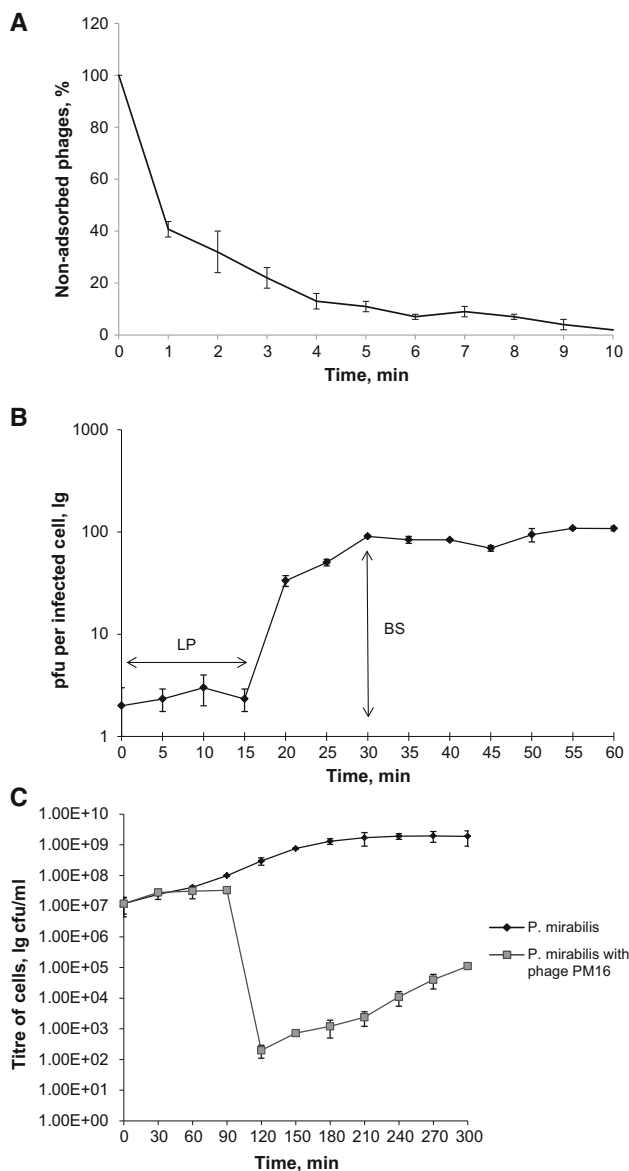 A
120
100
80
60
40
20
0
Non-adsorbed phages, %
0 1 2 3 4 5 6 7 8 9 10
Time, min
B
1000
100
10
1
pfu per infected cell, lg
LP
BS
0 5 10 15 20 25 30 35 40 45 50 55 60
Time, min
C
1.00E+10
1.00E+09
1.00E+08
1.00E+07
1.00E+06
1.00E+05
1.00E+04
1.00E+03
1.00E+02
1.00E+01
1.00E+00
Titre of cells, lg cfu/ml
P. mirabilis
P. mirabilis with
phage PM16
0 30 60 90 120 150 180 210 240 270 300
Time, min